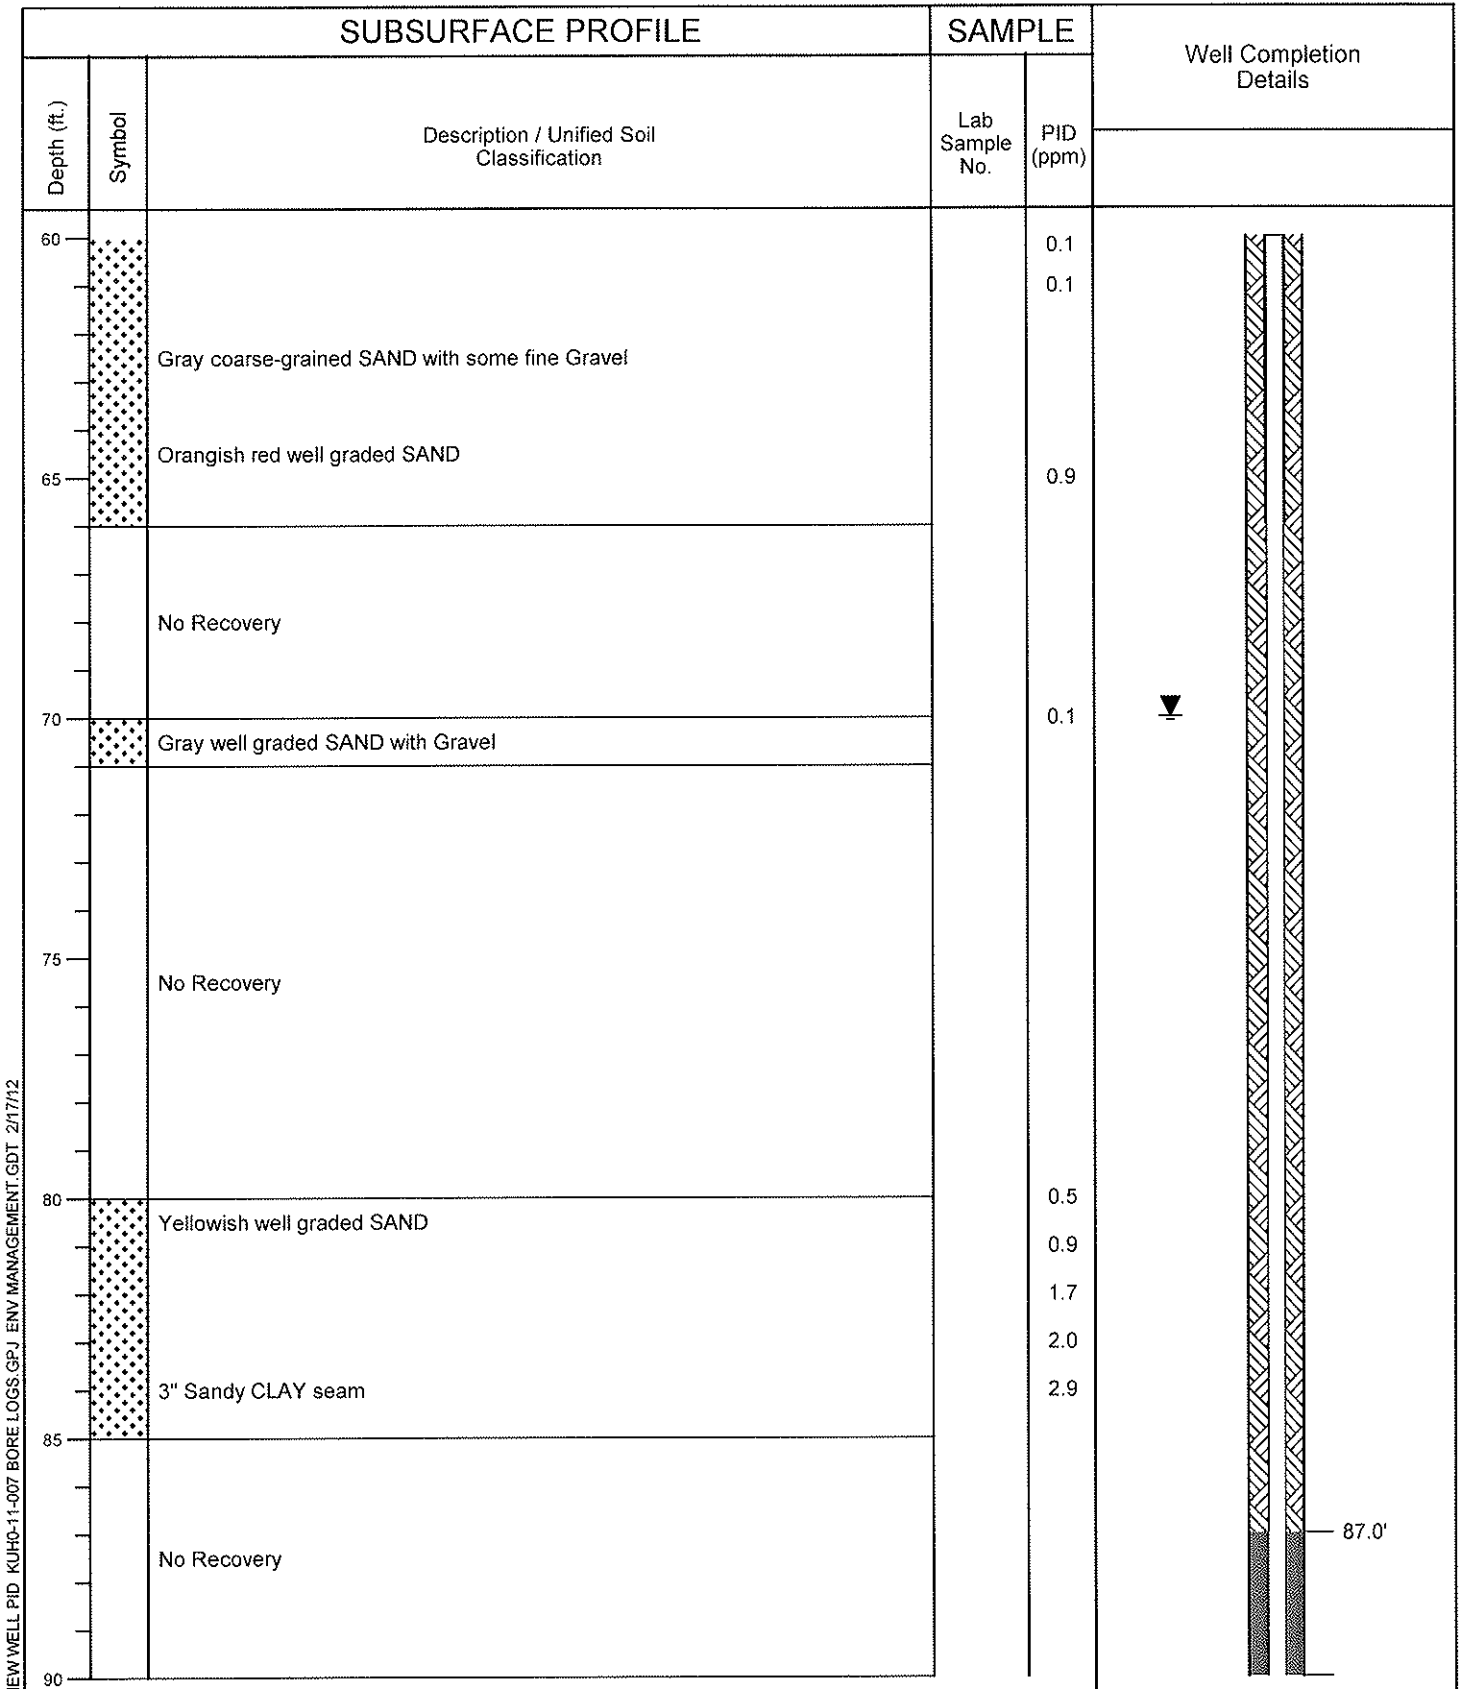 SUBSURFACE PROFILE
SAMPLE
Well Completion
Details
Depth (ft.)
Symbol
Description / Unified Soil
Classification
Lab
Sample
No.
PID
(ppm)
60
0.1
0.1
Gray coarse-grained SAND with some fine Gravel
Orangish red well graded SAND
65
0.9
No Recovery
70
0.1
Gray well graded SAND with Gravel
75
No Recovery
80
0.5
Yellowish well graded SAND
0.9
1.7
2.0
3" Sandy CLAY seam
2.9
85
87.0'
No Recovery
90
WELL PID KUH0-11-007 BORE LOGS.GPJ ENV MANAGEMENT.GDT 2/17/12